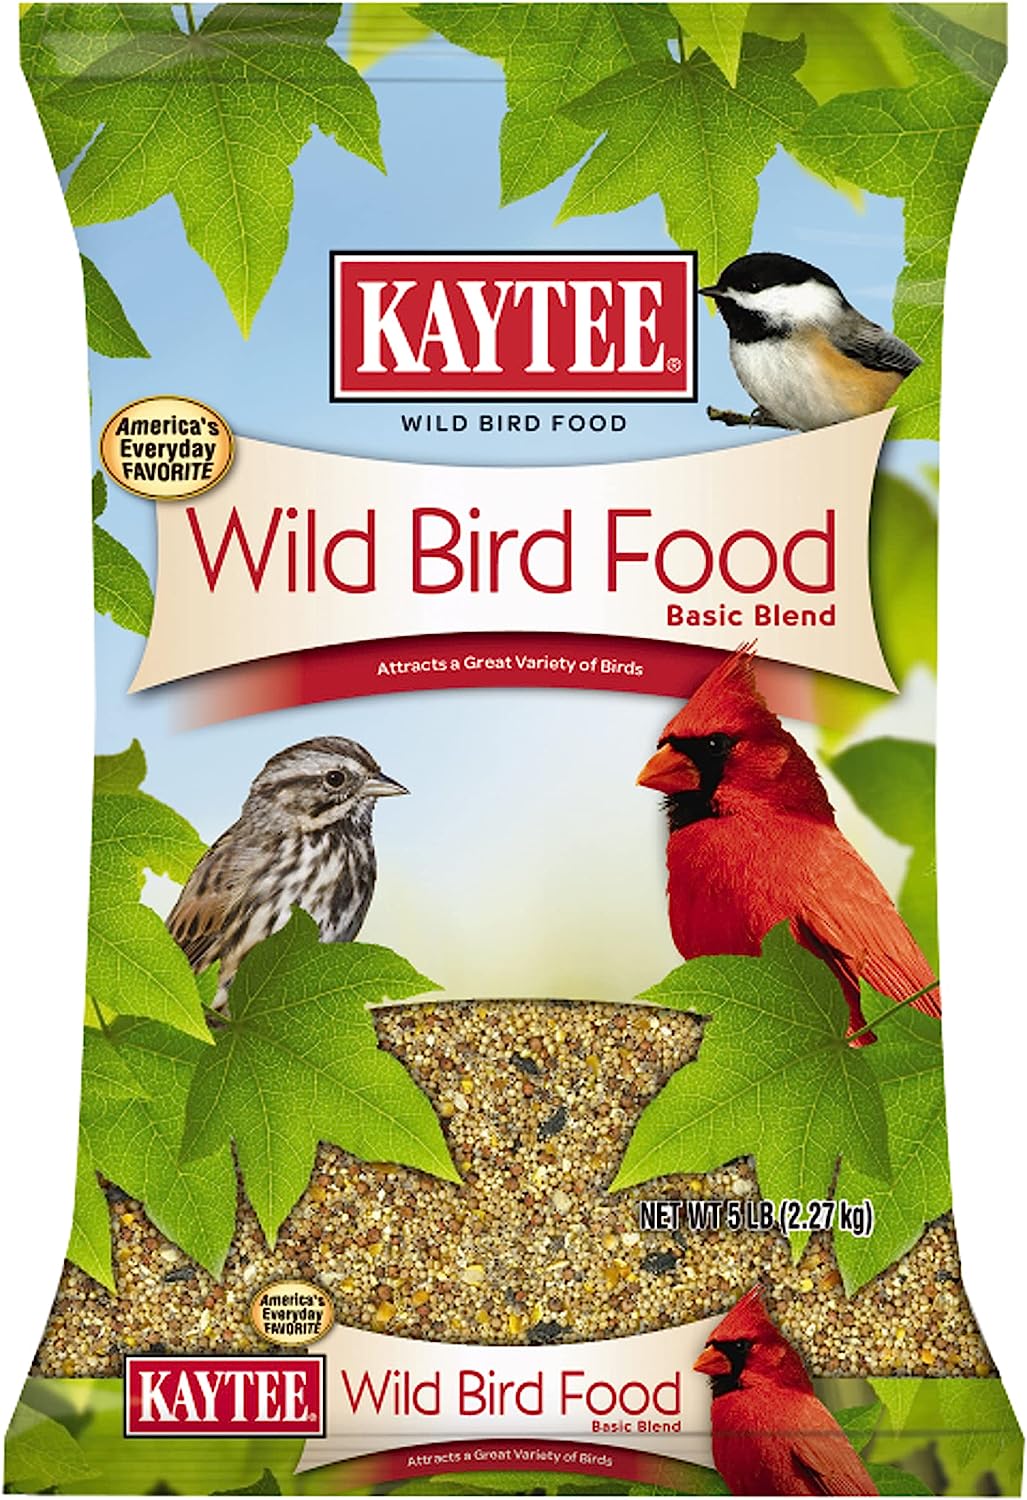 KAYTEE®
WILD BIRD FOOD
America's
Everyday
FAVORITE
Wild Bird Food
Basic Blend
Attracts a Great Variety of Birds
NET WT 5 LB (2.27 kg)
America's
Everyday
FAVORITE
KAYTEE®
Wild Bird Food
Basic Blend
Attracts a Great Variety of Birds